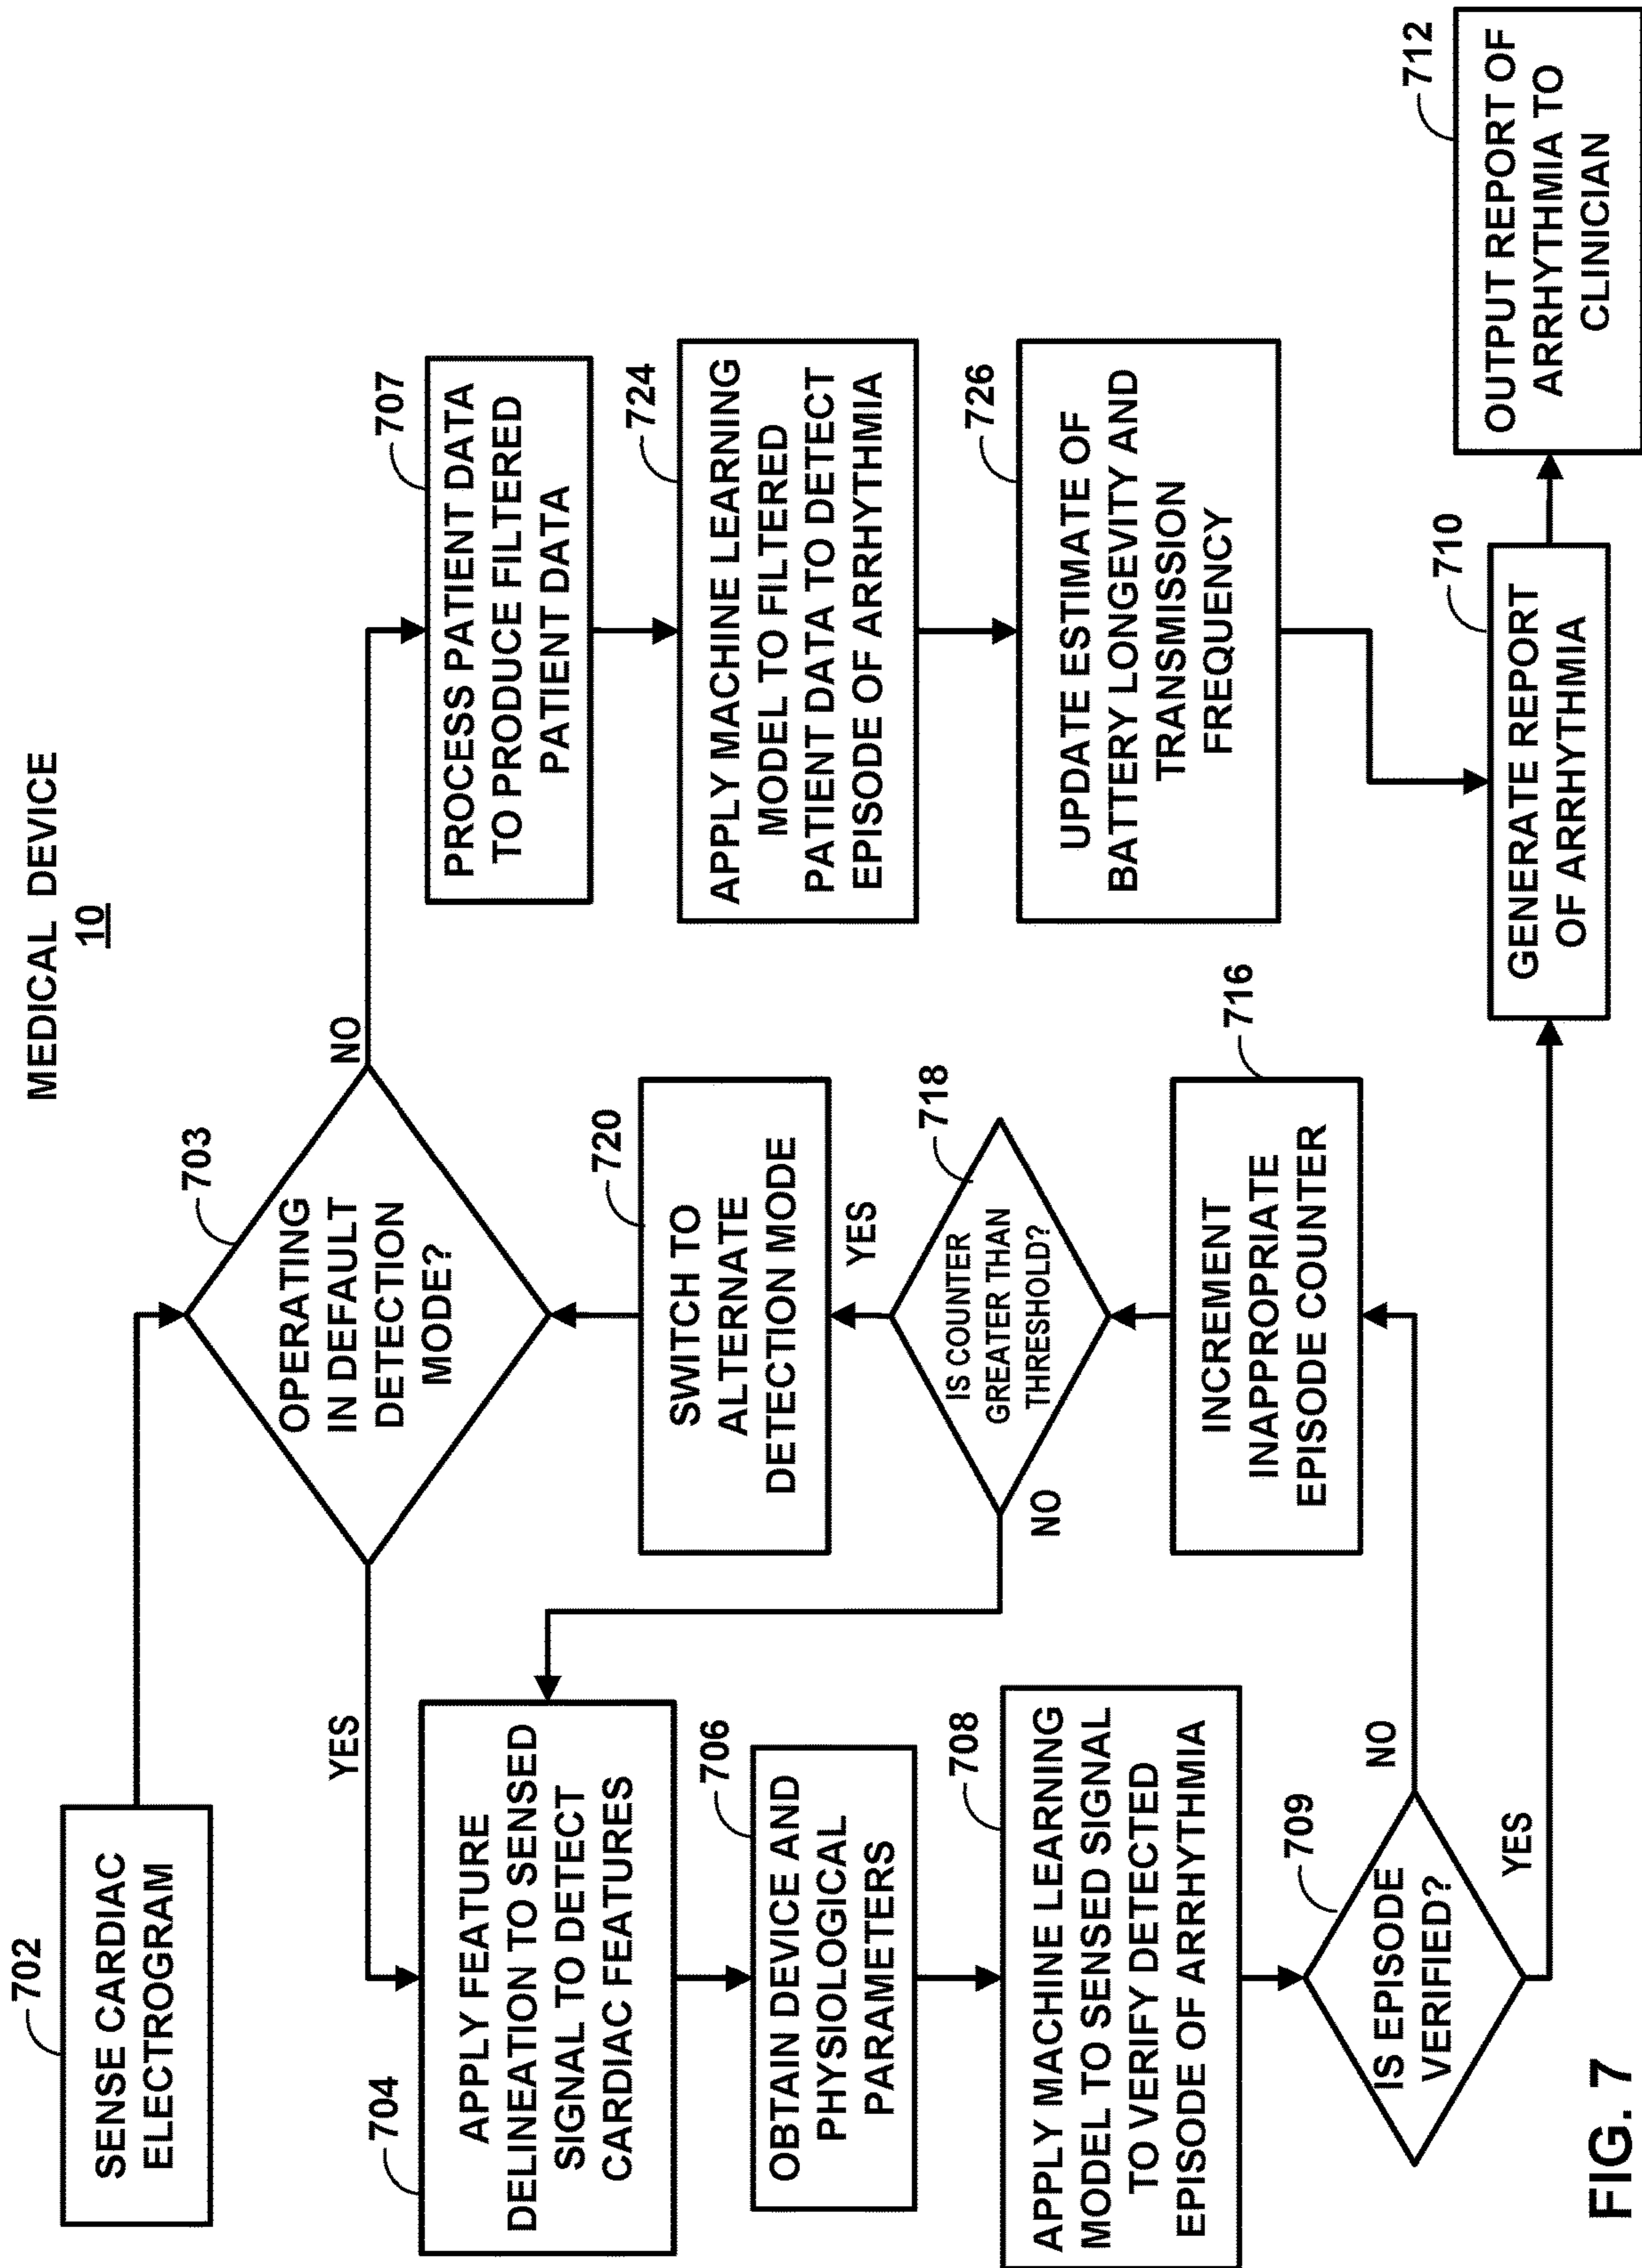 MEDICAL DEVICE
10
702
SENSE CARDIAC
ELECTROGRAM
703
OPERATING
IN DEFAULT
DETECTION
MODE?
YES
NO
704
APPLY FEATURE
DELINEATION TO SENSED
SIGNAL TO DETECT
CARDIAC FEATURES
706
OBTAIN DEVICE AND
PHYSIOLOGICAL
PARAMETERS
708
APPLY MACHINE LEARNING
MODEL TO SENSED SIGNAL
TO VERIFY DETECTED
EPISODE OF ARRHYTHMIA
709
IS EPISODE
VERIFIED?
NO
YES
720
SWITCH TO
ALTERNATE
DETECTION MODE
YES
718
IS COUNTER
GREATER THAN
THRESHOLD?
NO
716
INCREMENT
INAPPROPRIATE
EPISODE COUNTER
707
PROCESS PATIENT DATA
TO PRODUCE FILTERED
PATIENT DATA
724
APPLY MACHINE LEARNING
MODEL TO FILTERED
PATIENT DATA TO DETECT
EPISODE OF ARRHYTHMIA
726
UPDATE ESTIMATE OF
BATTERY LONGEVITY AND
TRANSMISSION
FREQUENCY
710
GENERATE REPORT
OF ARRHYTHMIA
712
OUTPUT REPORT OF
ARRHYTHMIA TO
CLINICIAN
FIG. 7